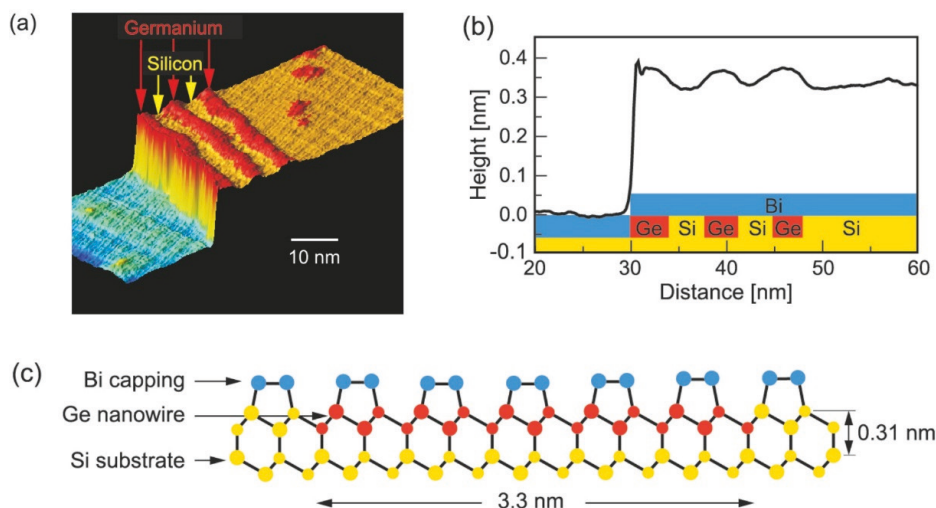 (a)
Germanium
Silicon
10 nm
(b)
Height [nm]
0.4
0.3
0.2
0.1
0.0
-0.1
Bi
Ge Si Ge Si Ge Si
20 30 40 50 60
Distance [nm]
(c)
Bi capping
Ge nanowire
Si substrate
0.31 nm
3.3 nm